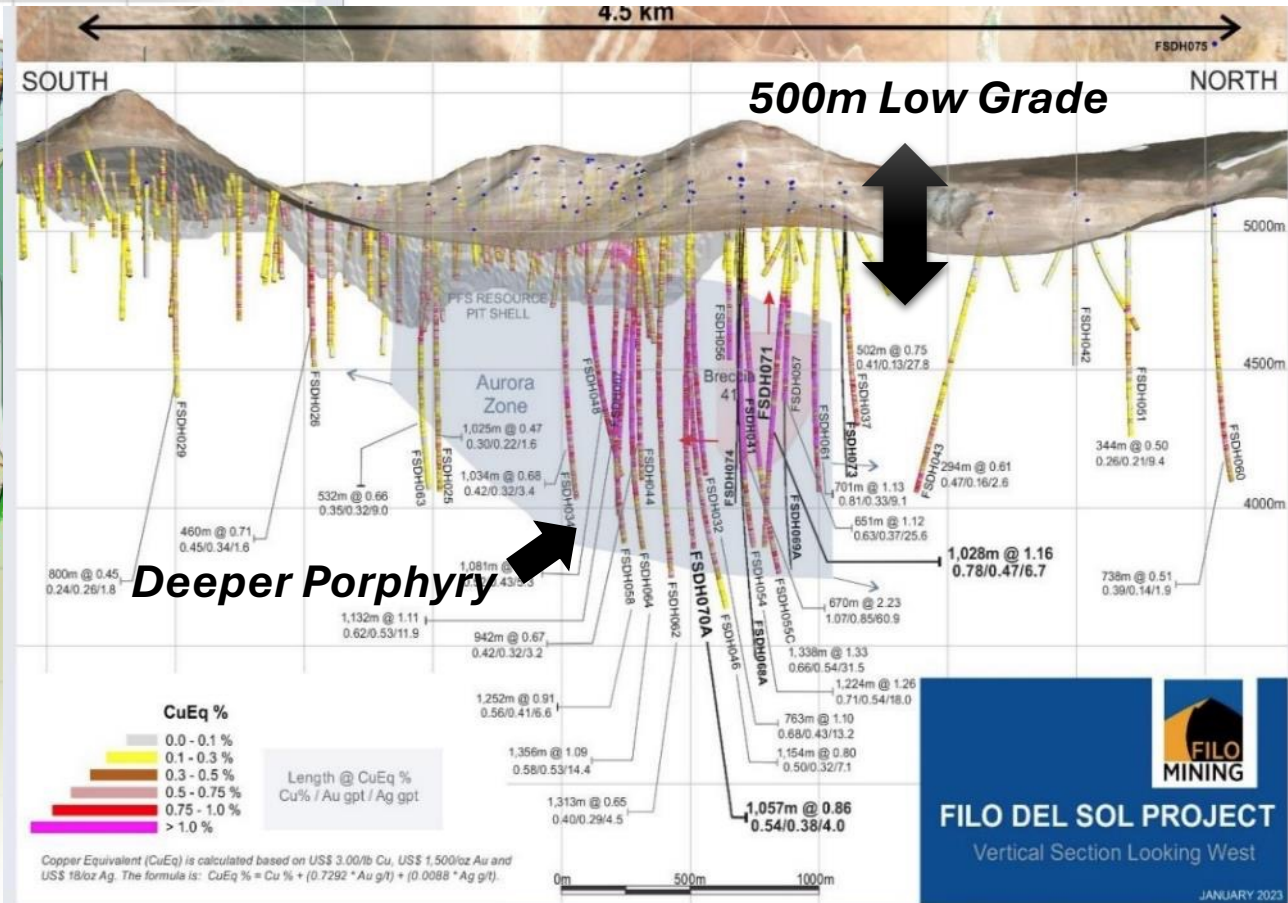 4.5 km
FSDH075
SOUTH
NORTH
500m Low Grade
5000m
4500m
4000m
PFS RESOURCE
PIT SHELL
Aurora
Zone
Breccia
41
FSDH029
FSDH026
FSDH063
FSDH025
FSDH034
FSDH048
FSDH044
FSDH058
FSDH064
FSDH062
FSDH032
FSDH070A
FSDH046
FSDH056
FSDH074
FSDH041
FSDH071
FSDH057
FSDH054
FSDH068A
FSDH055C
FSDH069A
FSDH061
FSDH073
FSDH037
FSDH043
FSDH042
FSDH051
FSDH060
502m @ 0.75
0.41/0.13/27.8
1,025m @ 0.47
0.30/0.22/1.6
1,034m @ 0.68
0.42/0.32/3.4
532m @ 0.66
0.35/0.32/9.0
460m @ 0.71
0.45/0.34/1.6
800m @ 0.45
0.24/0.26/1.8
Deeper Porphyry
1,081m @
1,132m @ 1.11
0.62/0.53/11.9
942m @ 0.67
0.42/0.32/3.2
1,252m @ 0.91
0.56/0.41/6.6
1,356m @ 1.09
0.58/0.53/14.4
1,313m @ 0.65
0.40/0.29/4.5
344m @ 0.50
0.26/0.21/9.4
294m @ 0.61
0.47/0.16/2.6
701m @ 1.13
0.81/0.33/9.1
651m @ 1.12
0.63/0.37/25.6
1,028m @ 1.16
0.78/0.47/6.7
738m @ 0.51
0.39/0.14/1.9
670m @ 2.23
1.07/0.85/60.9
1,338m @ 1.33
0.66/0.54/31.5
1,224m @ 1.26
0.71/0.54/18.0
763m @ 1.10
0.68/0.43/13.2
1,154m @ 0.80
0.50/0.32/7.1
1,057m @ 0.86
0.54/0.38/4.0
CuEq %
0.0 - 0.1 %
0.1 - 0.3 %
0.3 - 0.5 %
0.5 - 0.75 %
0.75 - 1.0 %
> 1.0 %
Length @ CuEq %
Cu% / Au gpt / Ag gpt
Copper Equivalent (CuEq) is calculated based on US$ 3.00/lb Cu, US$ 1,500/oz Au and
US$ 18/oz Ag. The formula is: CuEq % = Cu % + (0.7292 * Au g/t) + (0.0088 * Ag g/t).
0m
500m
1000m
FILO
MINING
FILO DEL SOL PROJECT
Vertical Section Looking West
JANUARY 2023